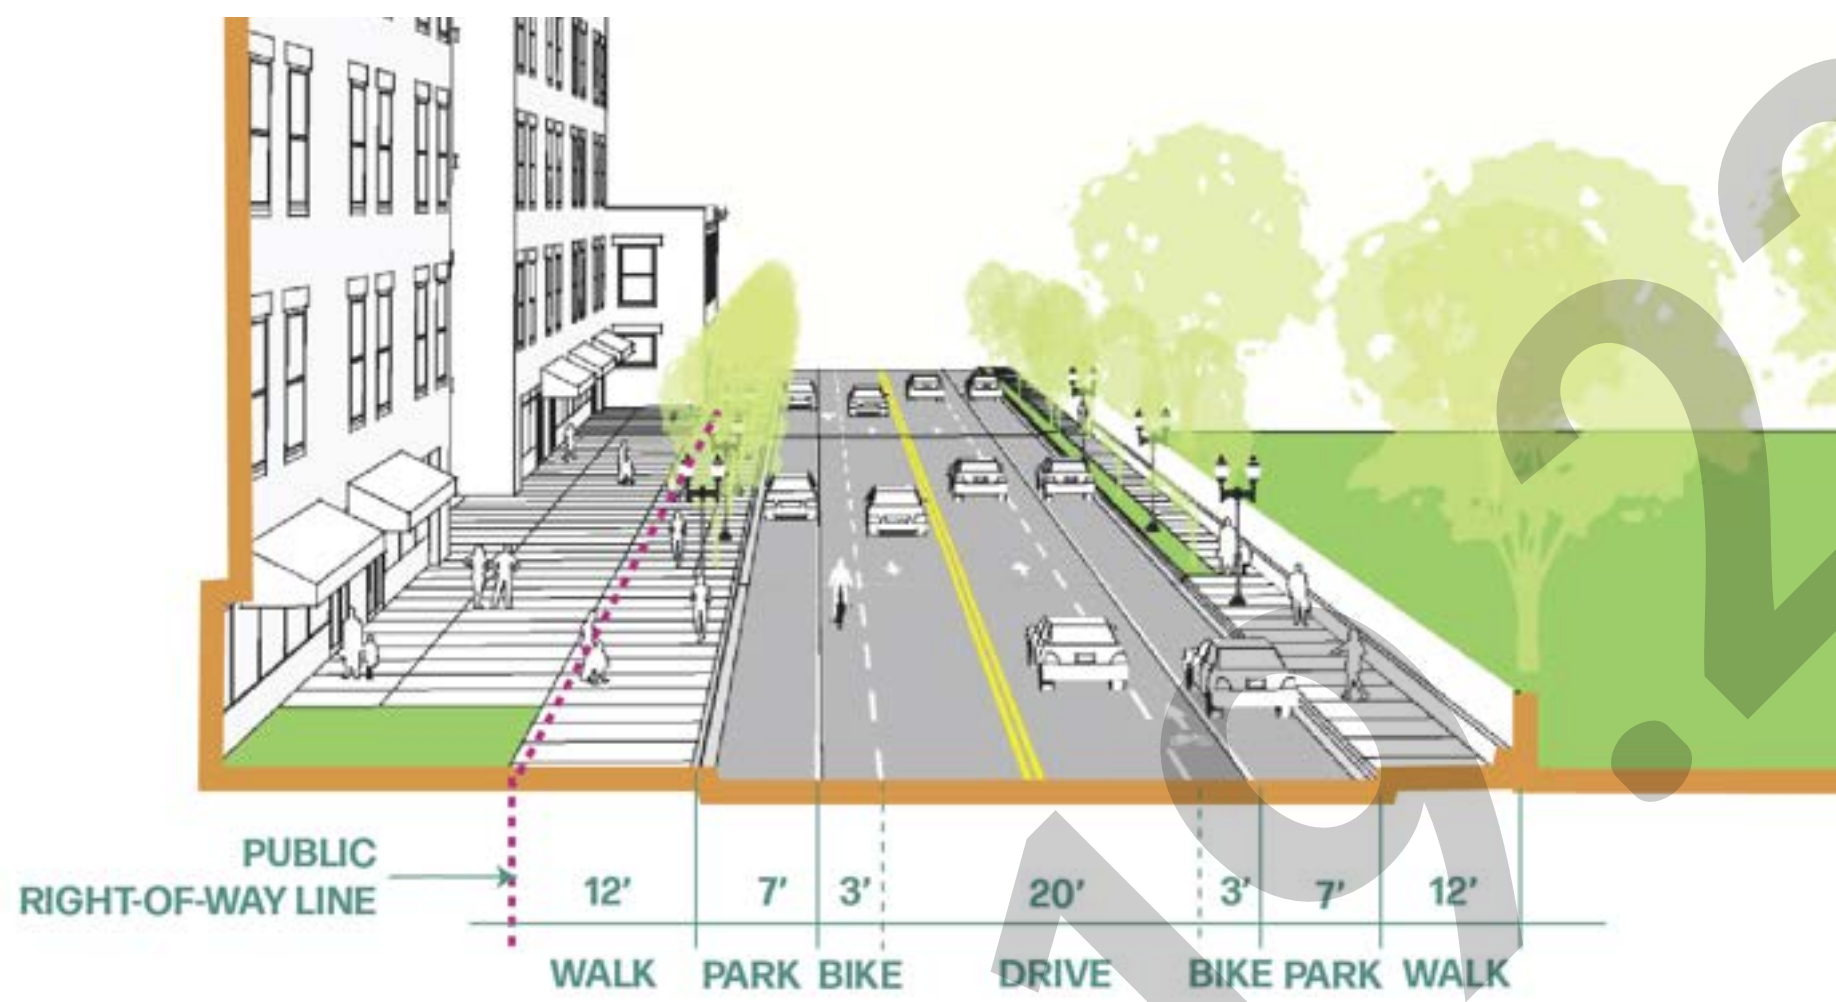 PUBLIC
RIGHT-OF-WAY LINE
12' 7' 3' 20' 3' 7' 12'
WALK PARK BIKE DRIVE BIKE PARK WALK